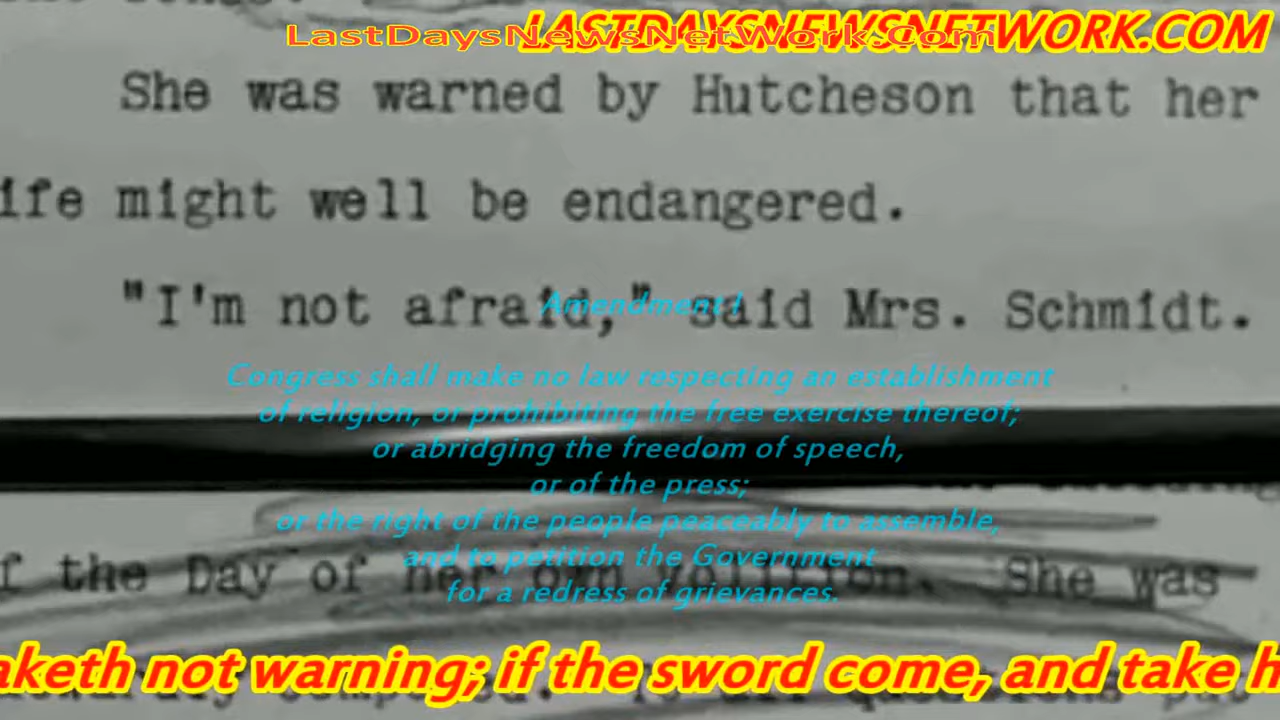 LASTDAYSNEWSNETWORK.COM
LastDaysNewsNetWork.Com
She was warned by Hutcheson that her
ife might well be endangered.
"I'm not afraid," said Mrs. Schmidt.
Amendment I
Congress shall make no law respecting an establishment
of religion, or prohibiting the free exercise thereof;
or abridging the freedom of speech,
or of the press;
or the right of the people peaceably to assemble,
and to petition the Government
for a redress of grievances.
f the Day of her own volition. She was
aketh not warning; if the sword come, and take h